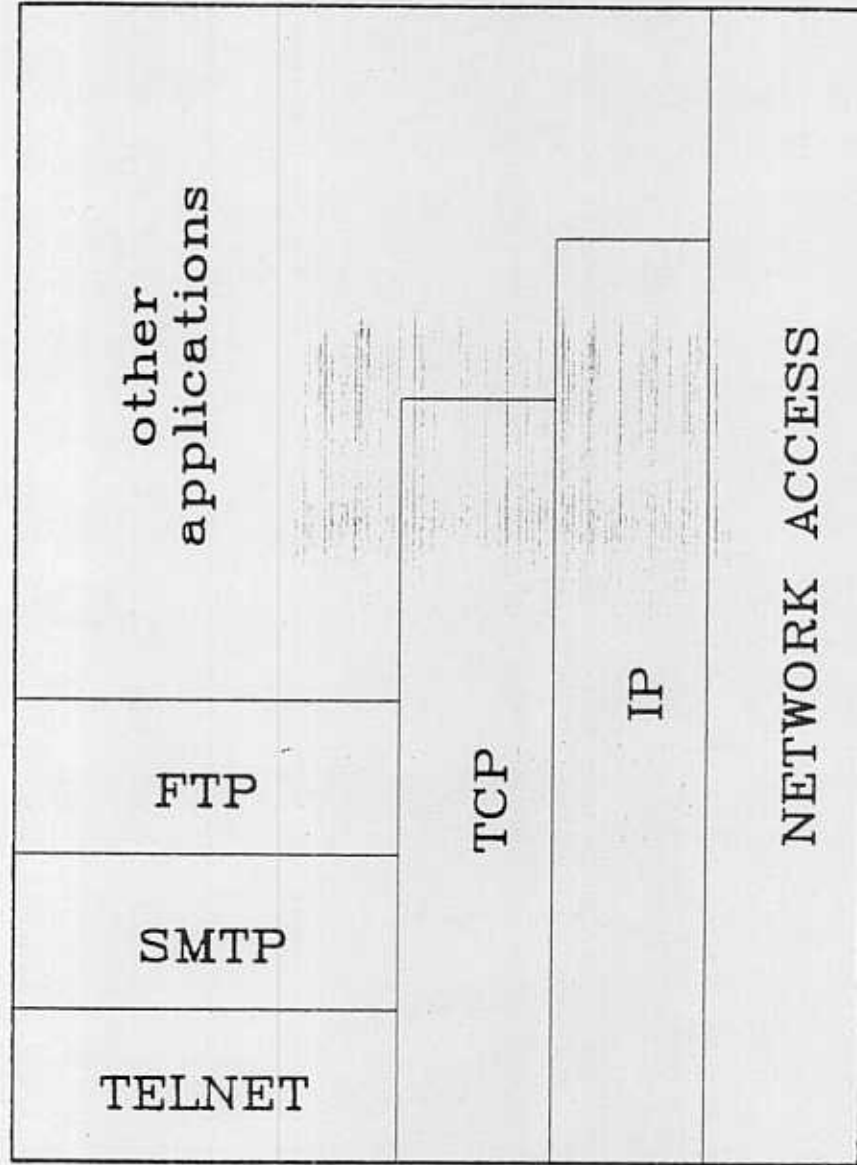 other
applications
FTP
SMTP
TELNET
TCP
IP
NETWORK ACCESS